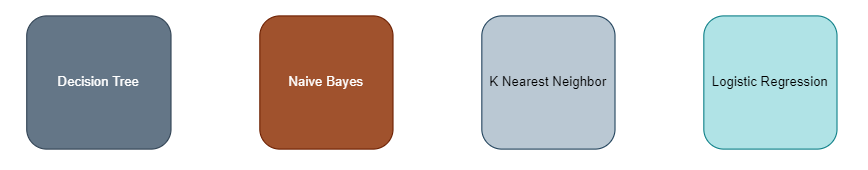 Decision Tree
Naive Bayes
K Nearest Neighbor
Logistic Regression